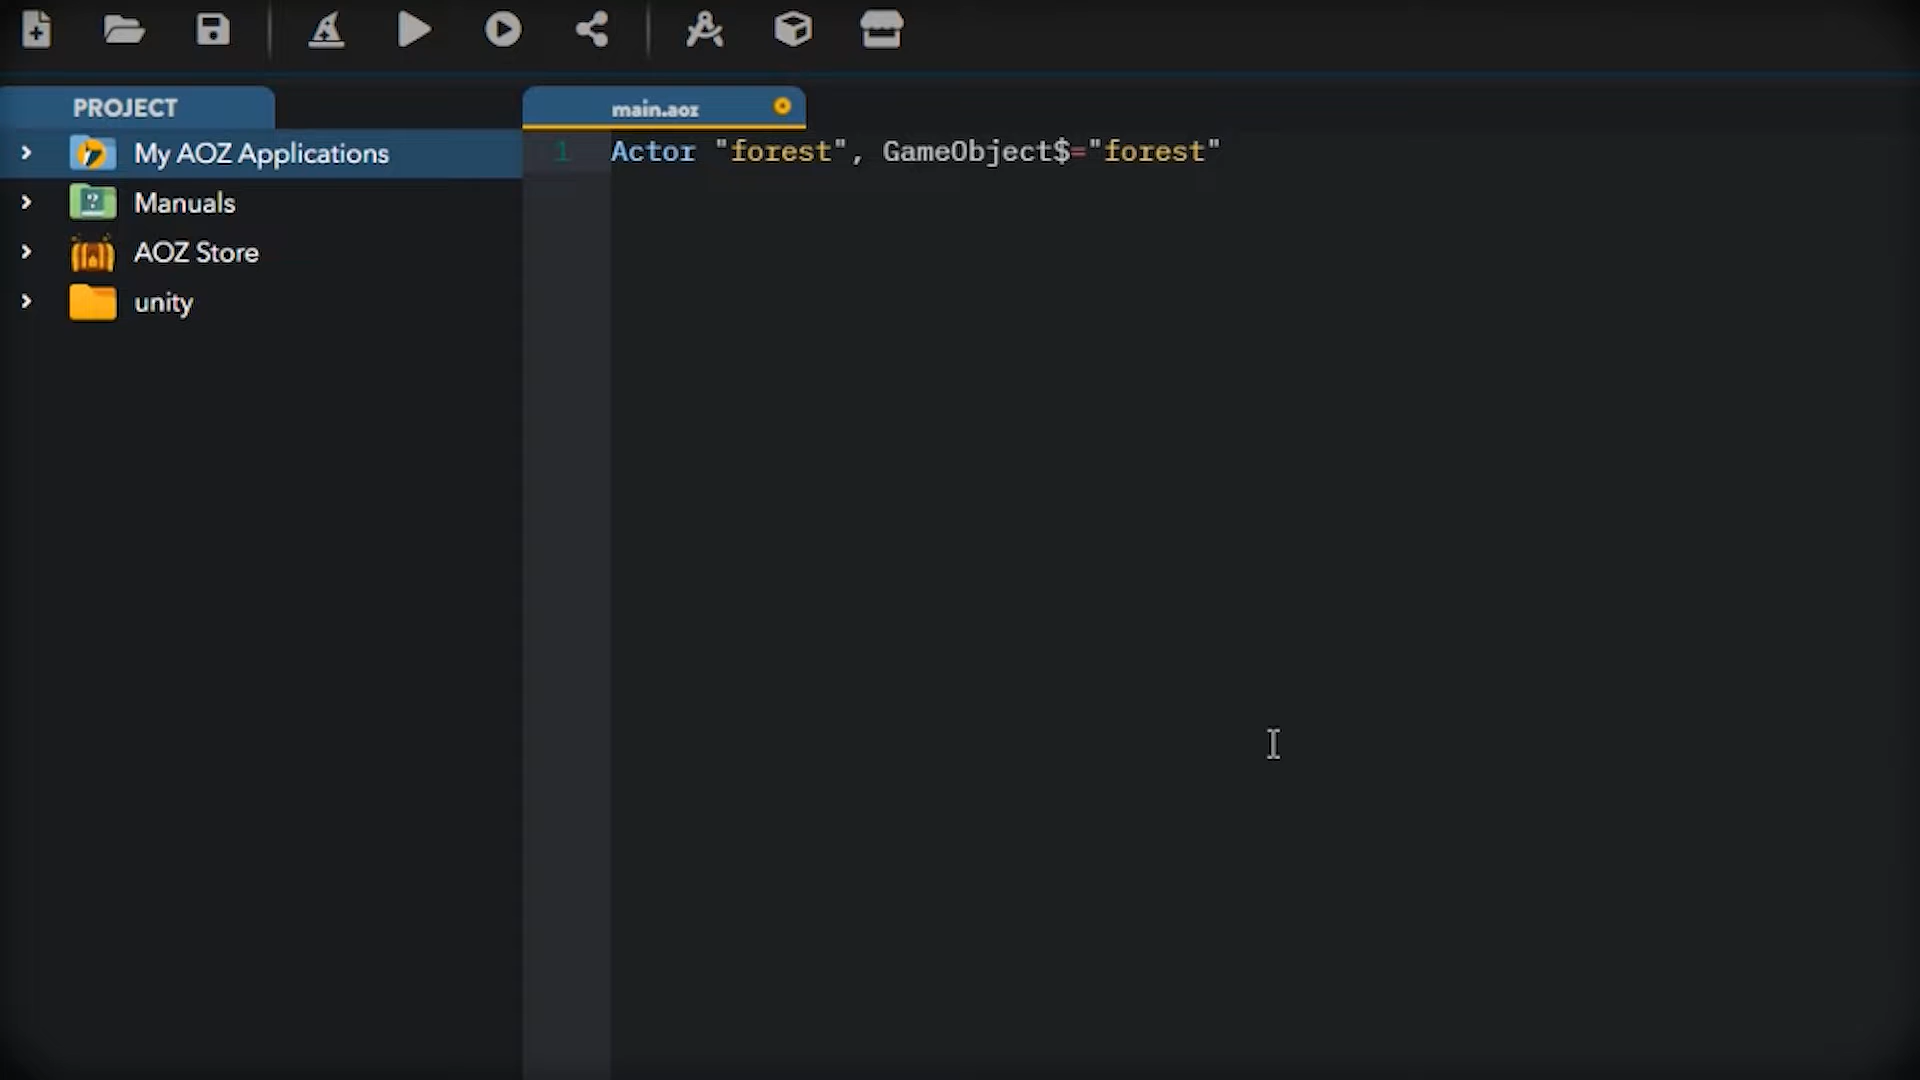 PROJECT
My AOZ Applications
Manuals
AOZ Store
unity
main.aoz
1 Actor "forest", GameObject$="forest"